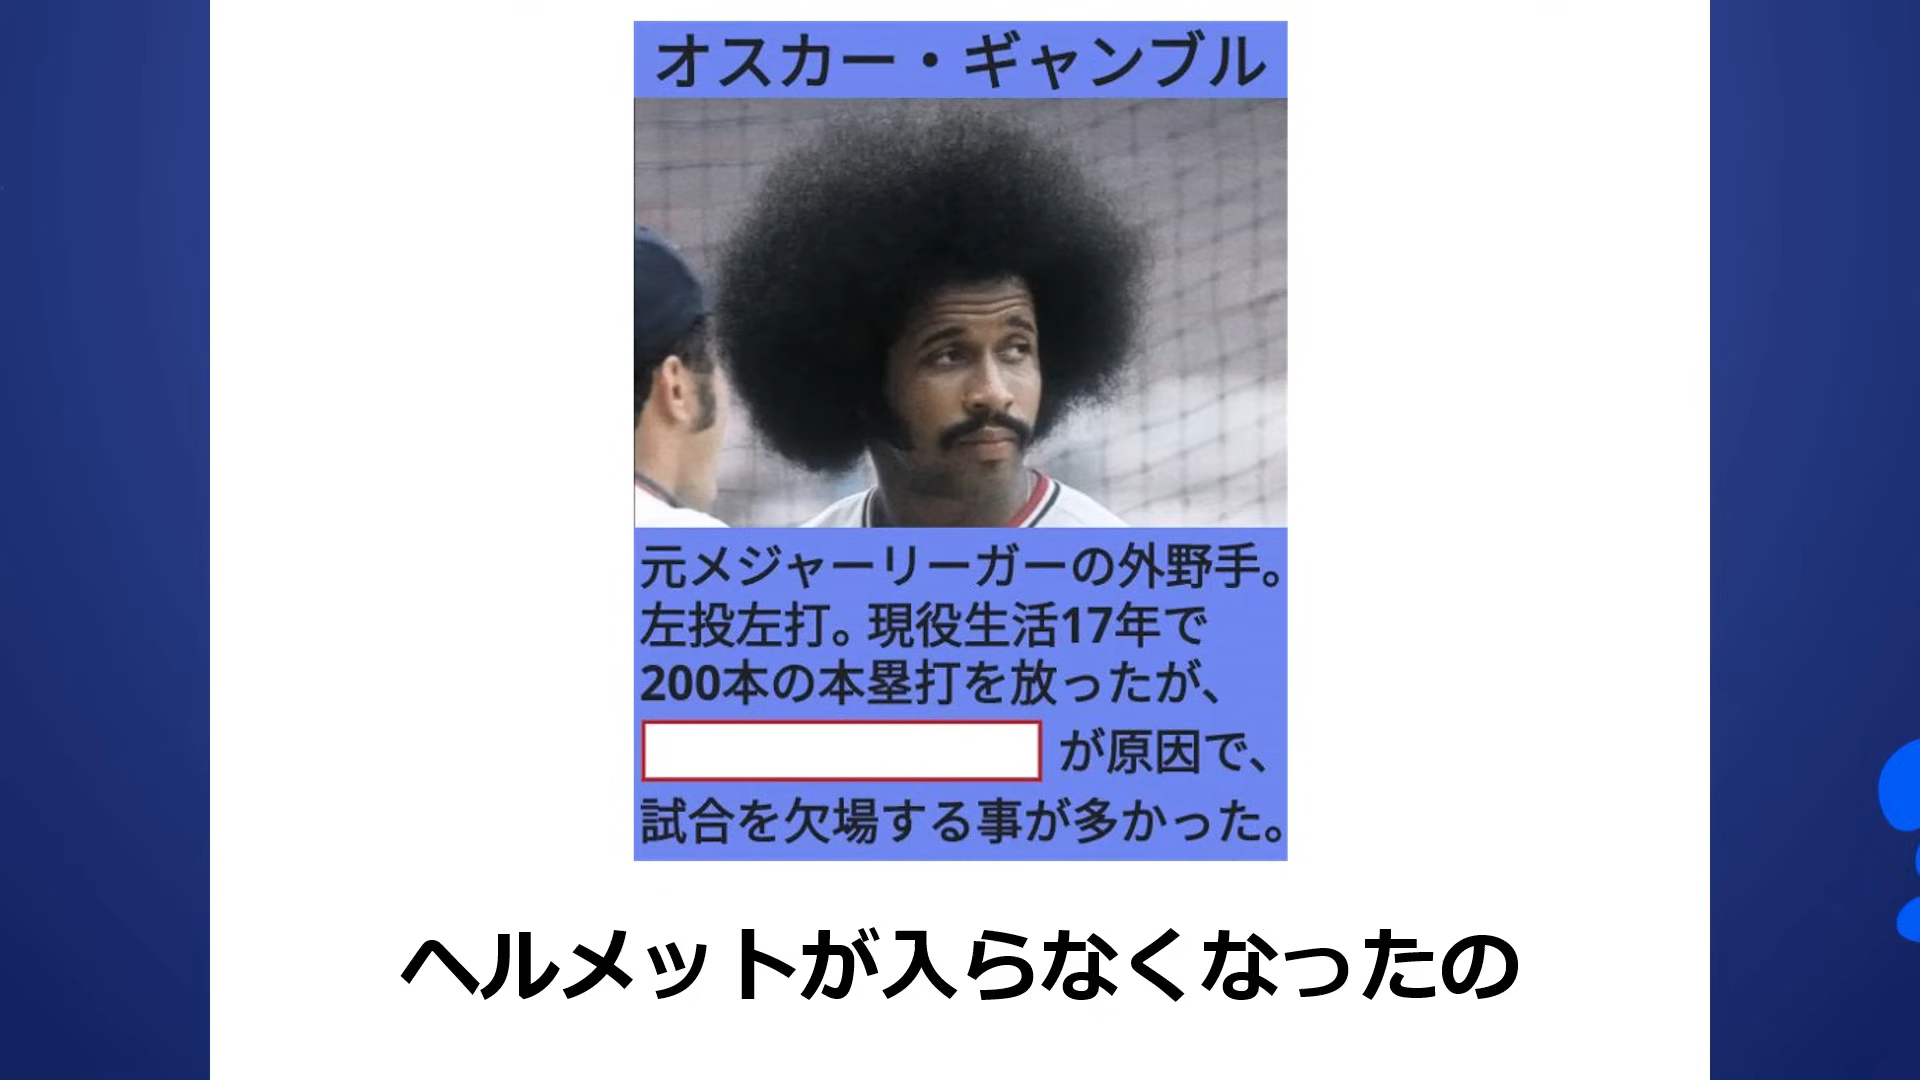 オスカー・ギャンブル
元メジャーリーガーの外野手。
左投左打。現役生活17年で
200本の本塁打を放ったが、
が原因で、
試合を欠場する事が多かった。
ヘルメットが入らなくなったの